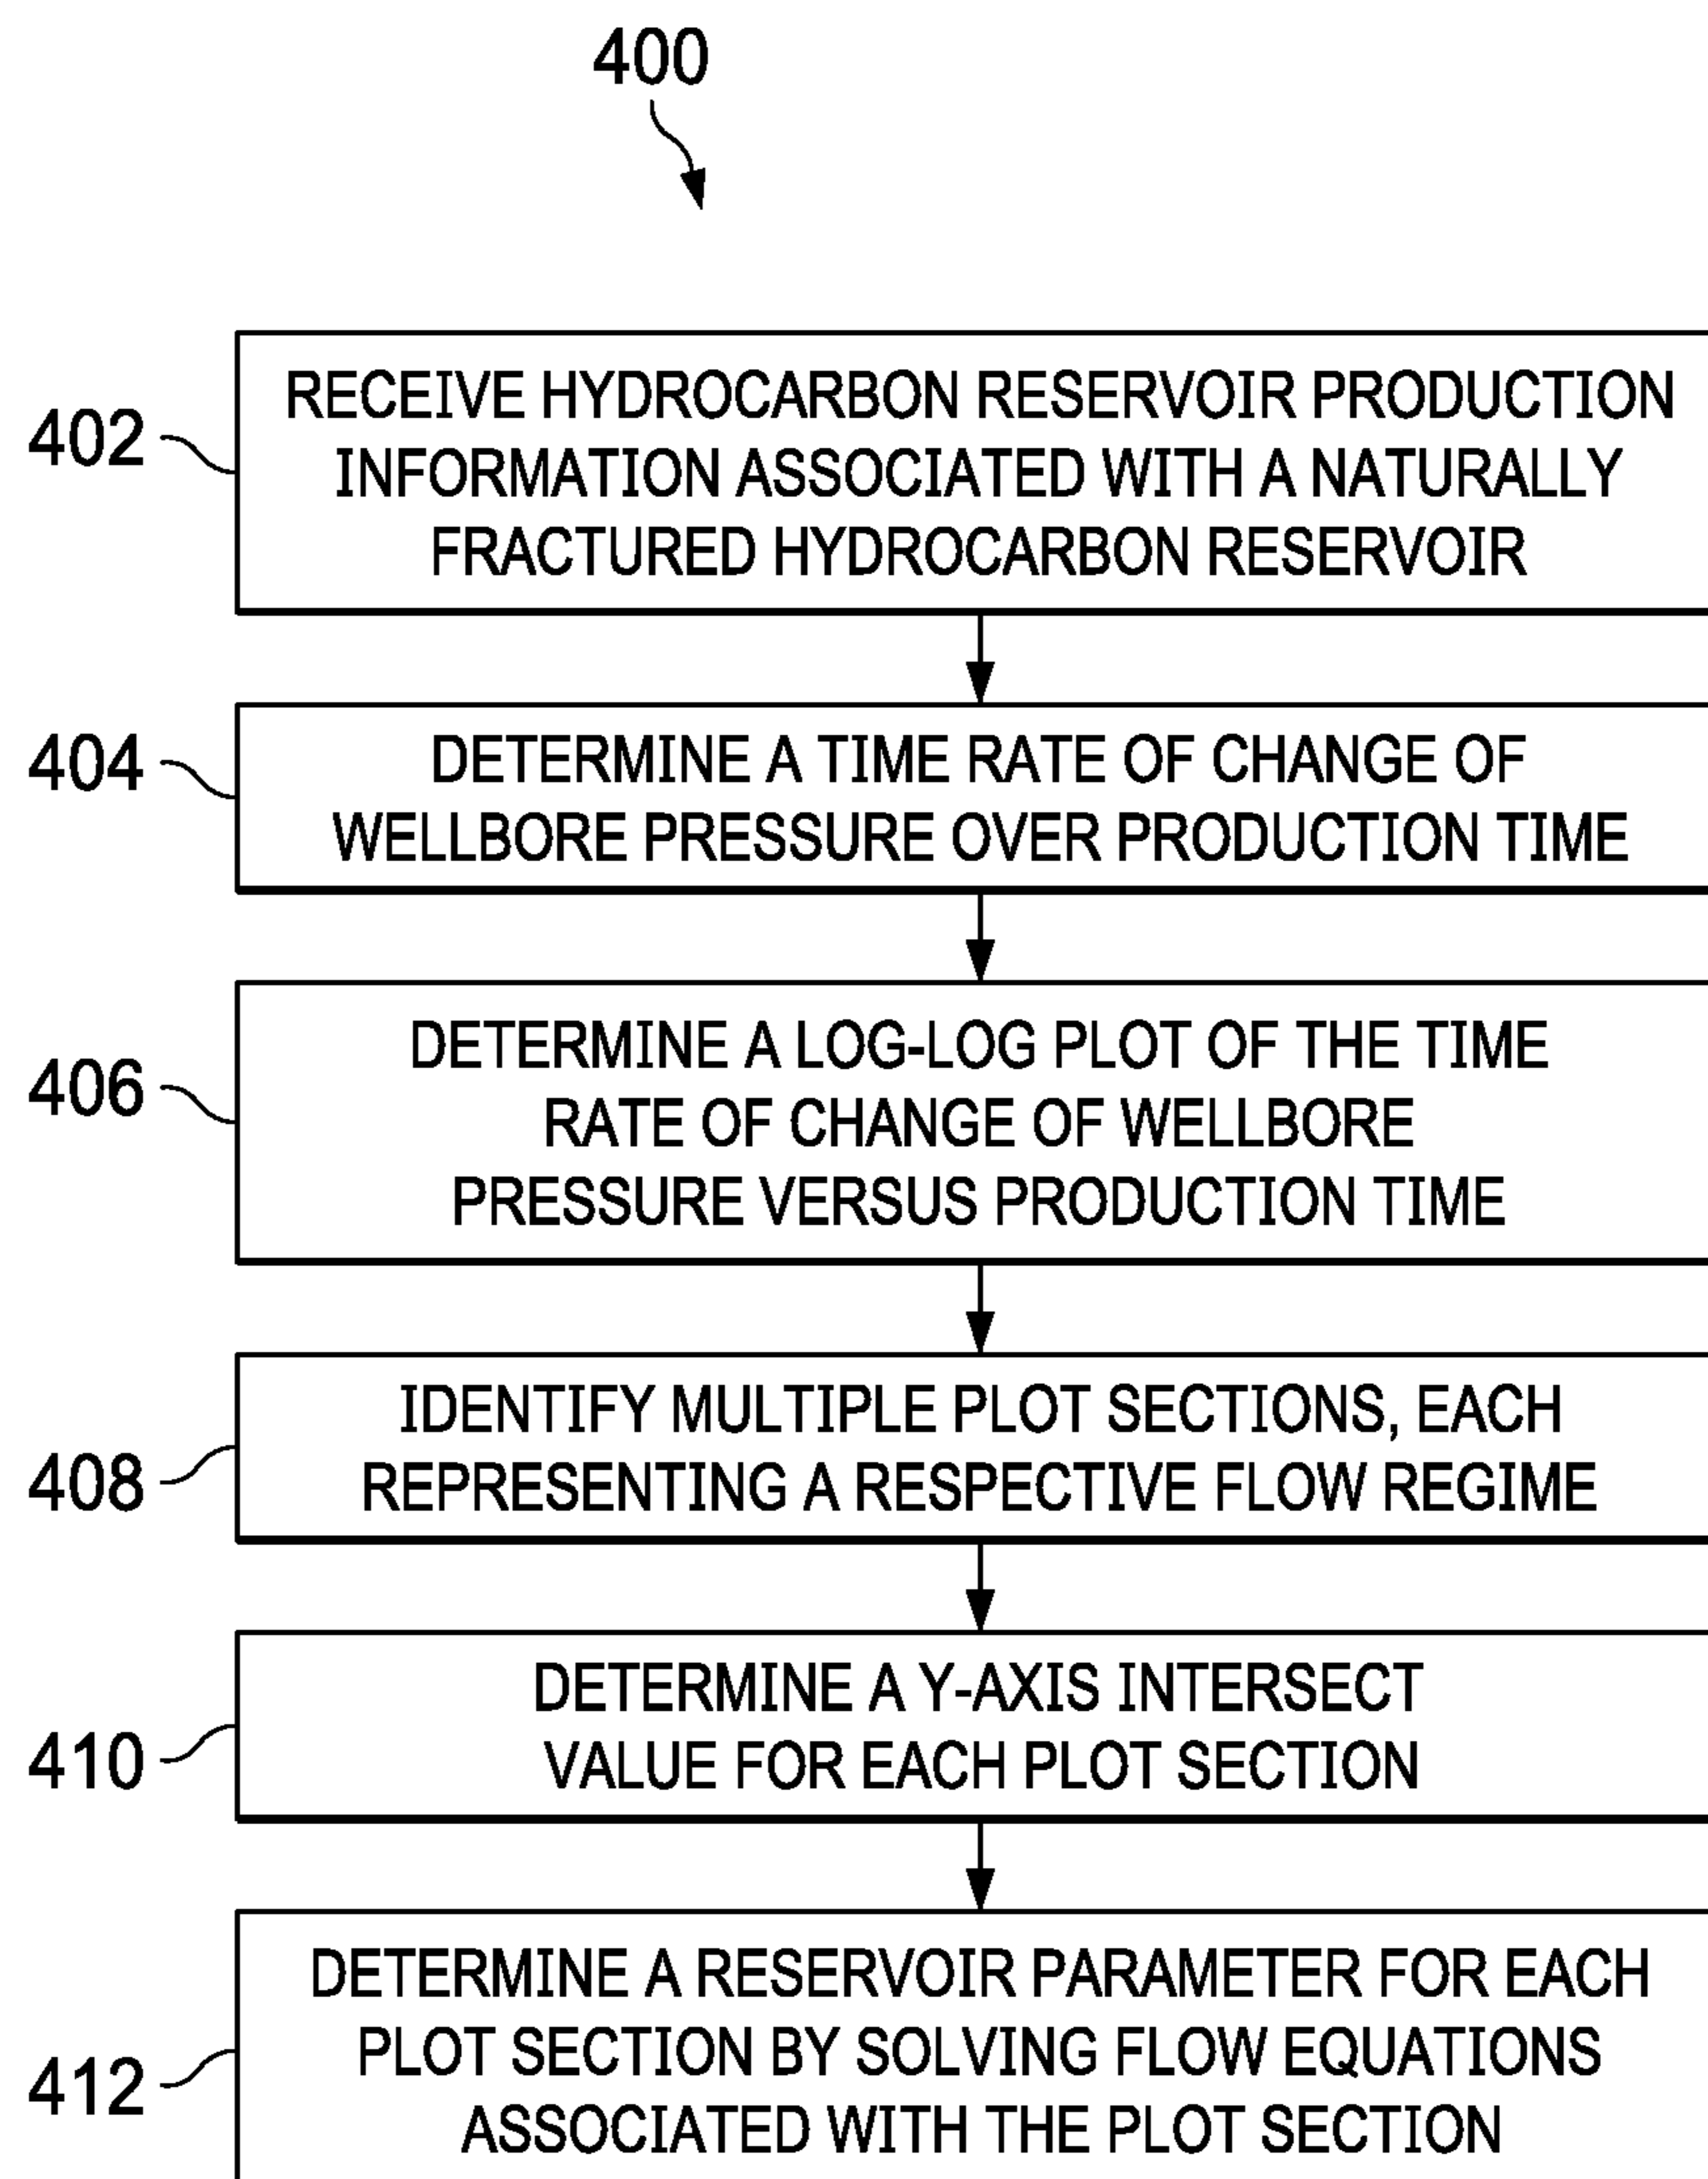 400
402
RECEIVE HYDROCARBON RESERVOIR PRODUCTION
INFORMATION ASSOCIATED WITH A NATURALLY
FRACTURED HYDROCARBON RESERVOIR
404
DETERMINE A TIME RATE OF CHANGE OF
WELLBORE PRESSURE OVER PRODUCTION TIME
406
DETERMINE A LOG-LOG PLOT OF THE TIME
RATE OF CHANGE OF WELLBORE
PRESSURE VERSUS PRODUCTION TIME
408
IDENTIFY MULTIPLE PLOT SECTIONS, EACH
REPRESENTING A RESPECTIVE FLOW REGIME
410
DETERMINE A Y-AXIS INTERSECT
VALUE FOR EACH PLOT SECTION
412
DETERMINE A RESERVOIR PARAMETER FOR EACH
PLOT SECTION BY SOLVING FLOW EQUATIONS
ASSOCIATED WITH THE PLOT SECTION